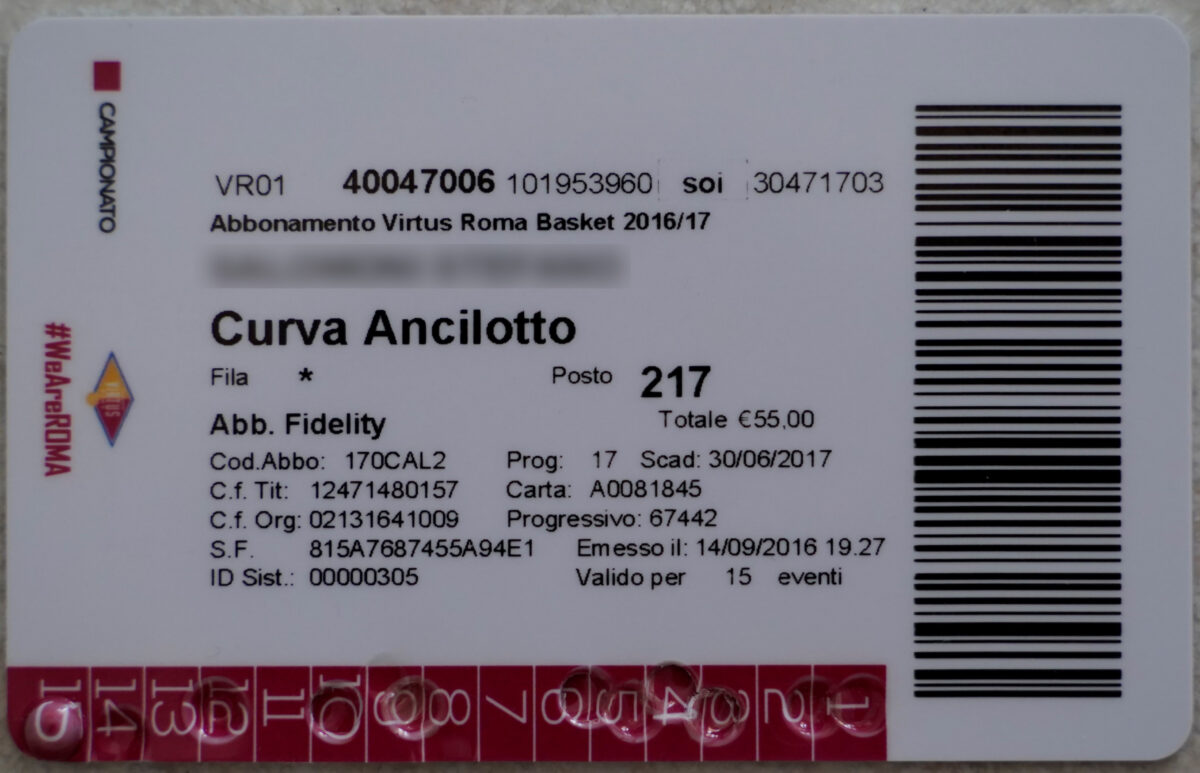 CAMPIONATO
#WeAreROMA
VIRTUS
ROMA
VR01 40047006 101953960 soi 30471703
Abbonamento Virtus Roma Basket 2016/17
Curva Ancilotto
Fila * Posto 217
Abb. Fidelity Totale €55,00
Cod.Abbo: 170CAL2 Prog: 17 Scad: 30/06/2017
C.f. Tit: 12471480157 Carta: A0081845
C.f. Org: 02131641009 Progressivo: 67442
S.F. 815A7687455A94E1 Emesso il: 14/09/2016 19.27
ID Sist.: 00000305 Valido per 15 eventi
15 14 13 12 11 10 9 8 7 6 5 4 3 2 1